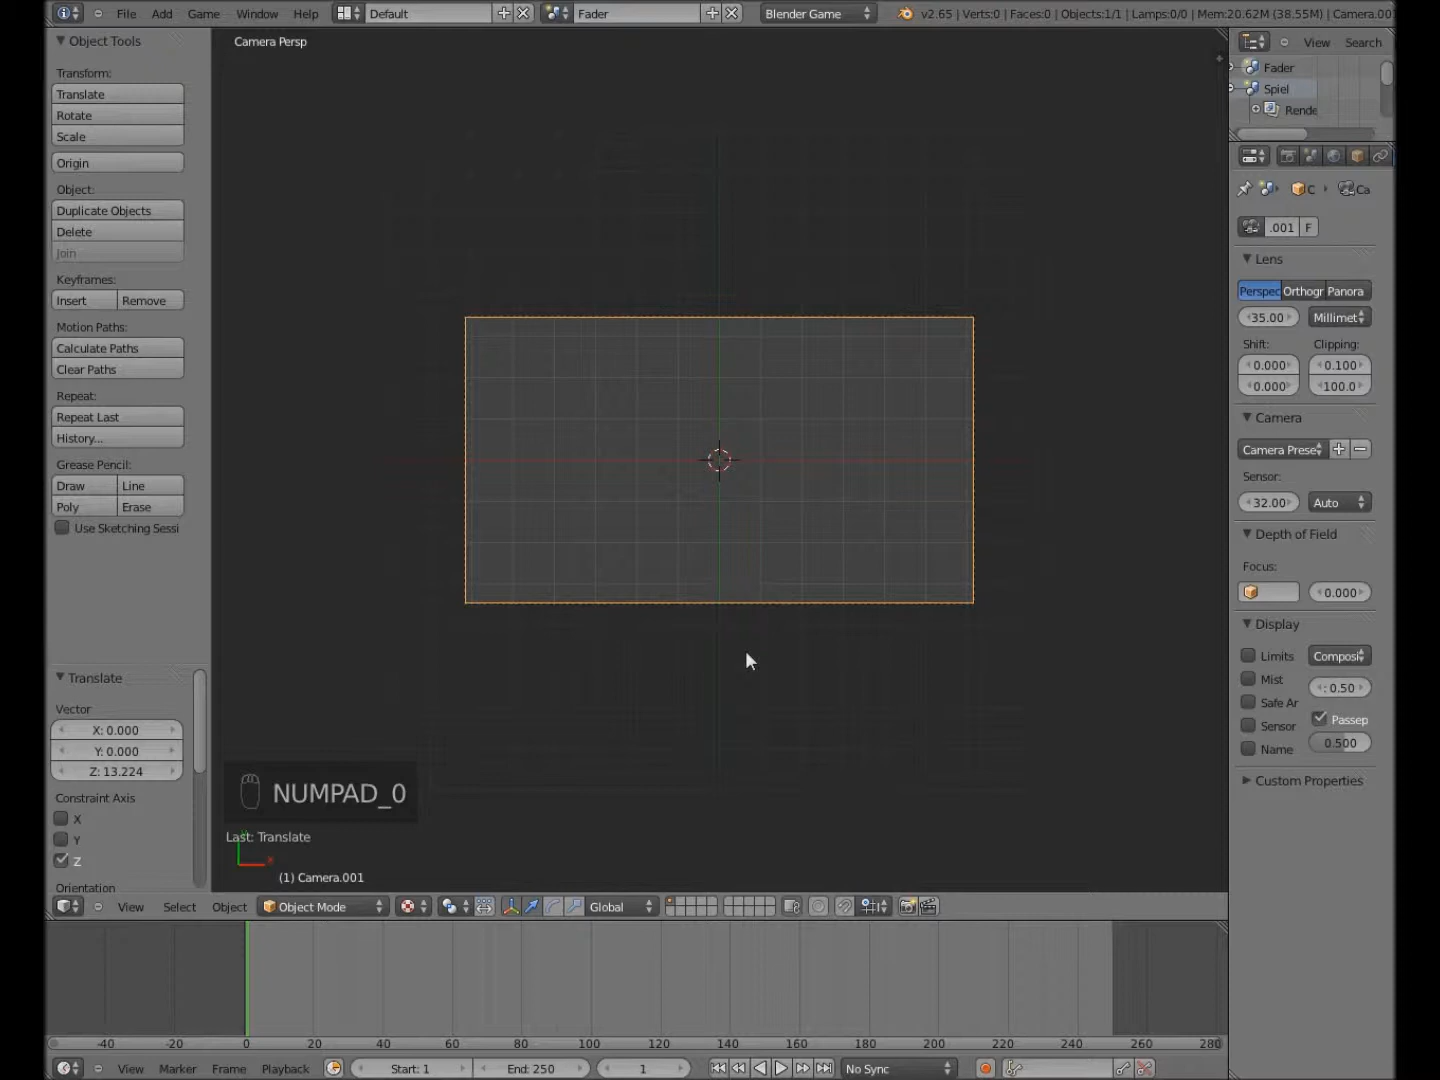 File Add Game Window Help Default Fader Blender Game v2.65 | Verts:0 | Faces:0 | Objects:1/1 | Lamps:0/0 | Mem:20.62M (38.55M) | Camera.00
Object Tools
Camera Persp
View Search
Transform:
Fader
Translate
Spiel
Rotate
Rende
Scale
Origin
Object:
C Ca
Duplicate Objects
.001 F
Delete
Join
Lens
Keyframes:
Perspec Orthogr Panora
Insert Remove
35.00 Millimet
Motion Paths:
Shift: Clipping:
Calculate Paths
0.000 0.100
Clear Paths
0.000 100.0
Repeat:
Camera
Repeat Last
History...
Camera Prese
Grease Pencil:
Sensor:
Draw Line
32.00 Auto
Poly Erase
Use Sketching Sessi
Depth of Field
Focus:
0.000
Display
Limits Composi
Translate
Mist : 0.50
Vector
Safe Ar
X: 0.000
Sensor Passep
Y: 0.000
Name 0.500
Z: 13.224
Custom Properties
Constraint Axis
NUMPAD_0
X
Y
Last: Translate
Z
Orientation
(1) Camera.001
View Select Object Object Mode Global
-40 -20 0 20 40 60 80 100 120 140 160 180 200 220 240 260 280
View Marker Frame Playback Start: 1 End: 250 1 No Sync